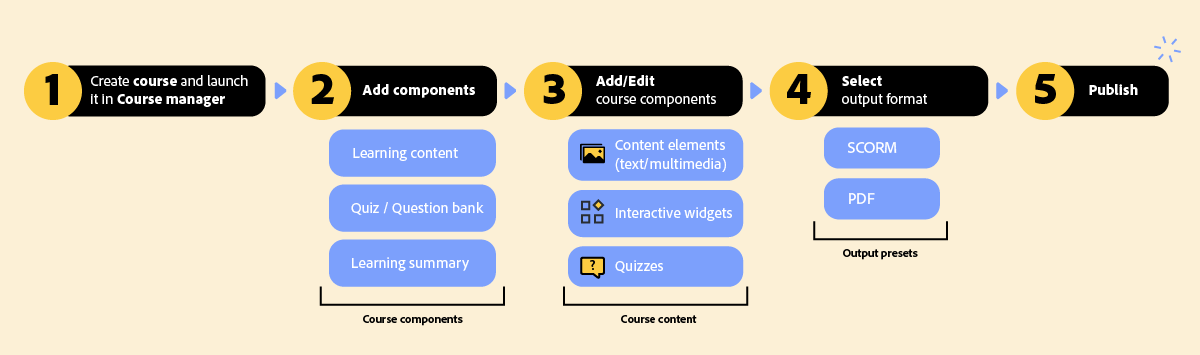 1
Create course and launch
it in Course manager
2
Add components
Learning content
Quiz / Question bank
Learning summary
Course components
3
Add/Edit
course components
Content elements
(text/multimedia)
Interactive widgets
?
Quizzes
Course content
4
Select
output format
SCORM
PDF
Output presets
5
Publish